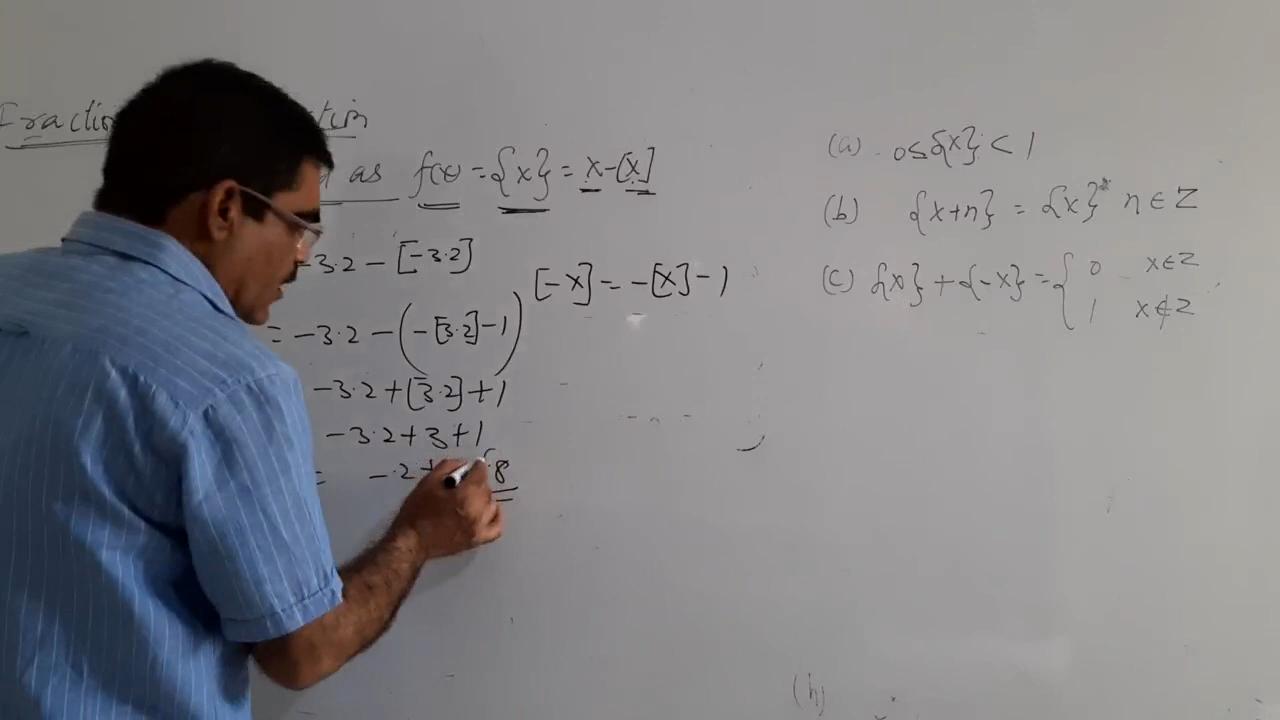 as f(x) = {x} = x-[x]
-3.2 - [-3.2]
[-x] = -[x]-1
= -3.2 - (-[3.2]-1)
-3.2+[3.2]+1
-3.2+3+1
= -.2+ .8
(a) 0≤{x} < 1
(b) {x+n} = {x} n∈Z
(c) {x} + {-x} = { 0 x∈Z
1 x∉Z
(h)